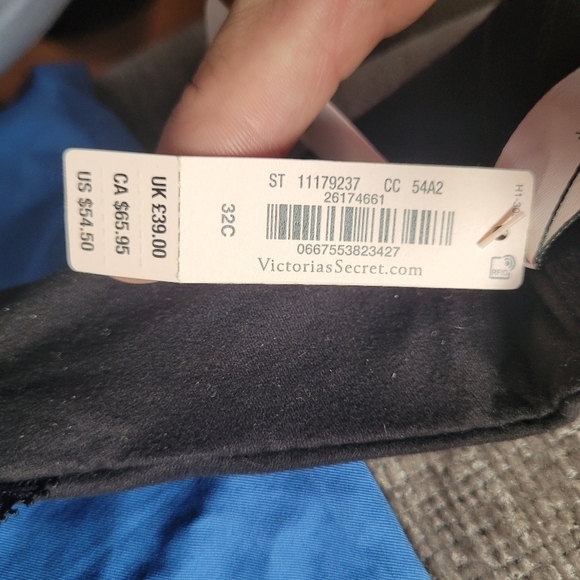 UK £39.00
CA $65.95
US $54.50
32C
ST 11179237 CC 54A2
26174661
0667553823427
VictoriasSecret.com